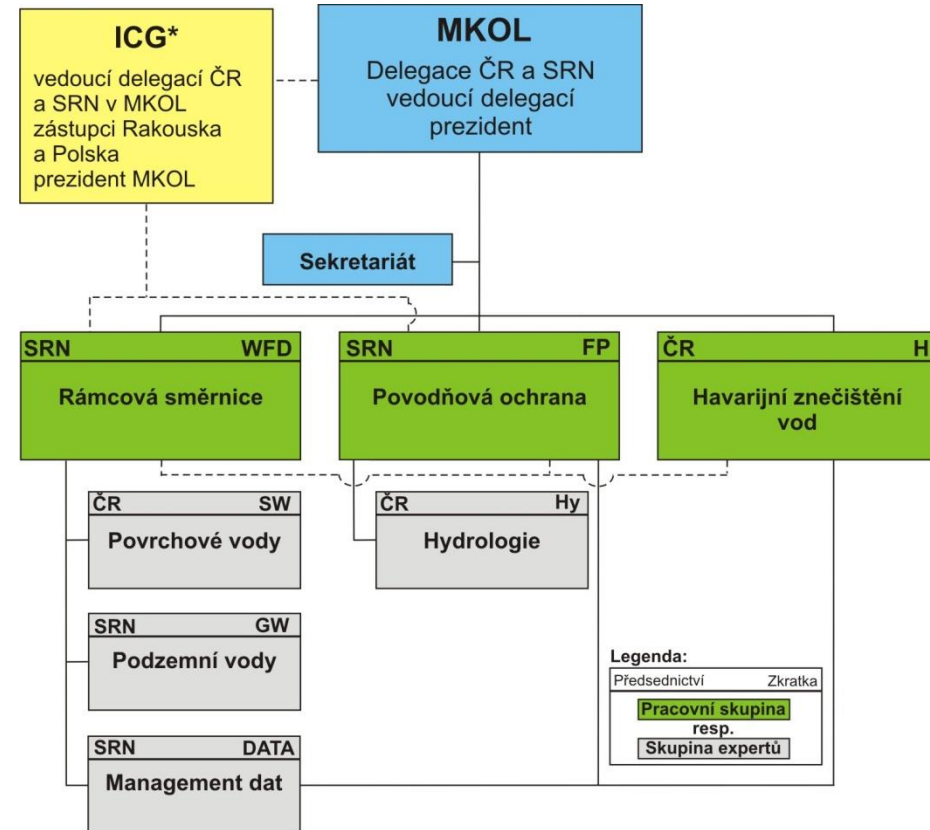 ICG*
vedoucí delegací ČR
a SRN v MKOL
zástupci Rakouska
a Polska
prezident MKOL
MKOL
Delegace ČR a SRN
vedoucí delegací
prezident
Sekretariát
SRN WFD
Rámcová směrnice
SRN FP
Povodňová ochrana
ČR H
Havarijní znečištění
vod
ČR SW
Povrchové vody
ČR Hy
Hydrologie
SRN GW
Podzemní vody
SRN DATA
Management dat
Legenda:
Předsednictví Zkratka
Pracovní skupina
resp.
Skupina expertů